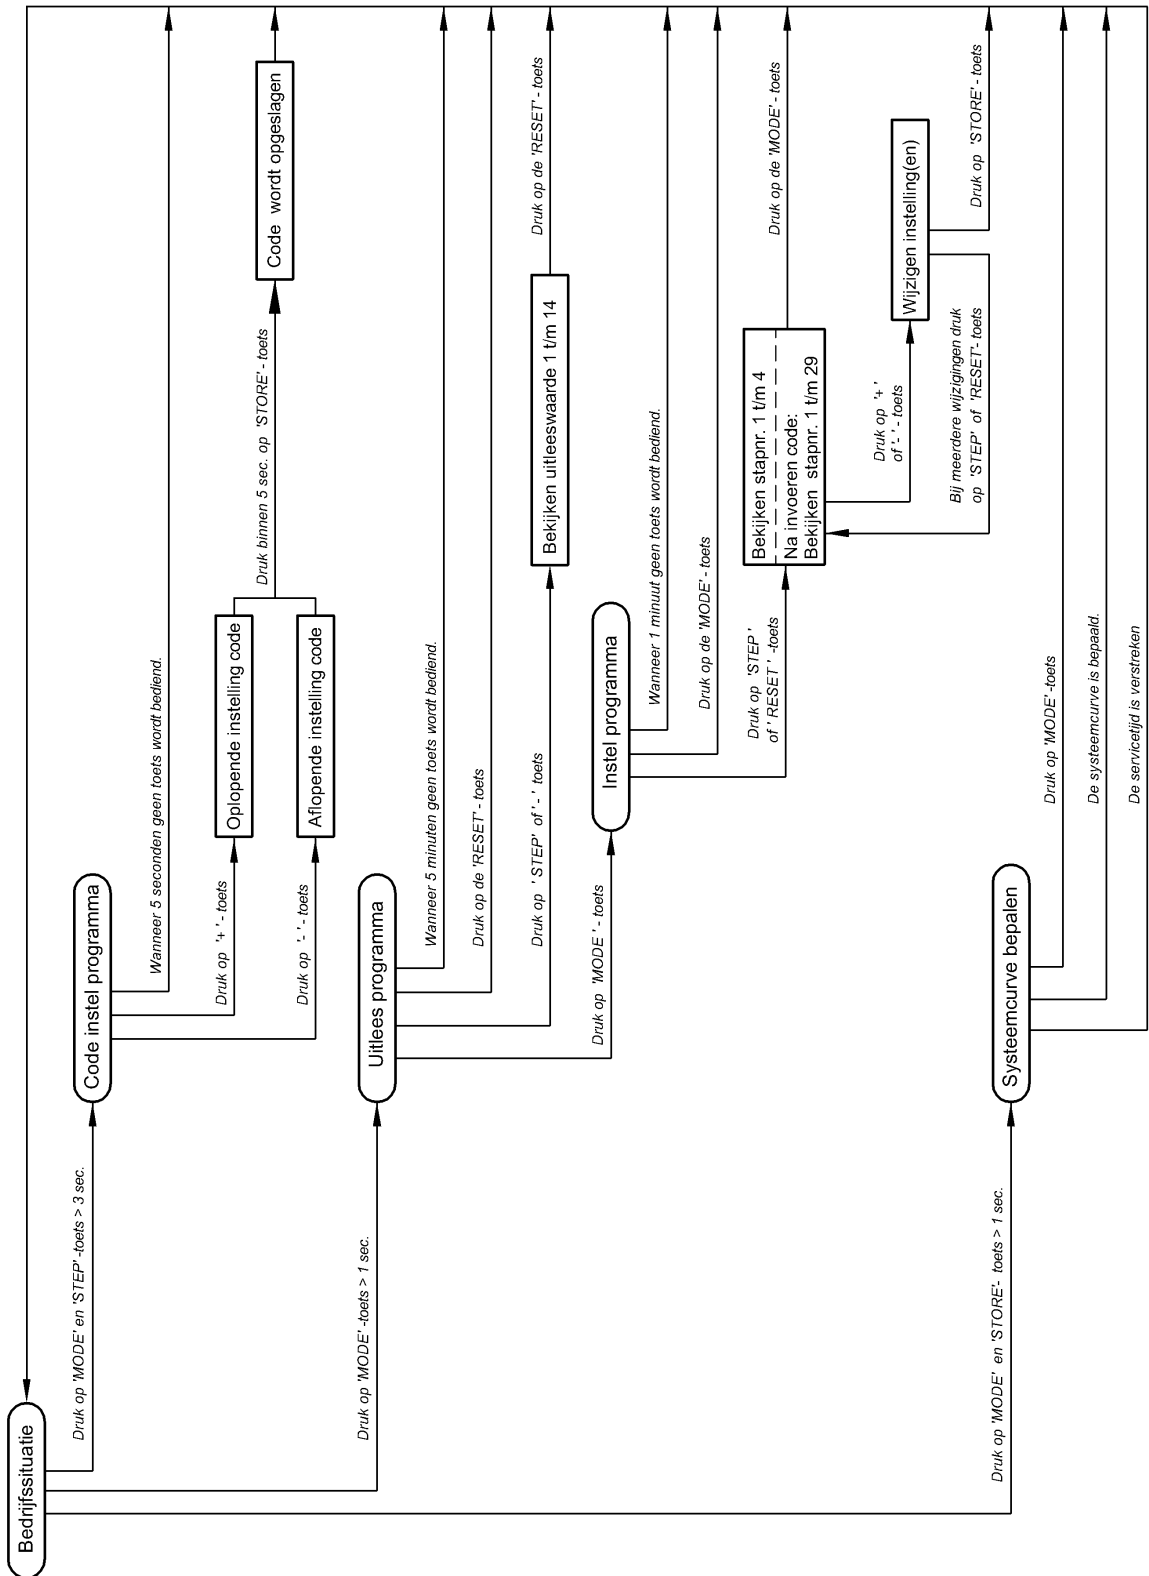 Bedrijfssituatie
Druk op 'MODE' en 'STEP' -toets > 3 sec.
Code instel programma
Wanneer 5 seconden geen toets wordt bediend.
Druk op '+' - toets
Oplopende instelling code
Druk op '-' - toets
Aflopende instelling code
Druk binnen 5 sec. op 'STORE' - toets
Code wordt opgeslagen
Druk op 'MODE' -toets > 1 sec.
Uitlees programma
Wanneer 5 minuten geen toets wordt bediend.
Druk op de 'RESET' - toets
Druk op ' STEP' of '-' toets
Bekijken uitleeswaarde 1 t/m 14
Druk op de 'RESET' - toets
Druk op 'MODE ' - toets
Instel programma
Wanneer 1 minuut geen toets wordt bediend.
Druk op de 'MODE' - toets
Druk op 'STEP '
of ' RESET ' -toets
Bekijken stapnr. 1 t/m 4
Na invoeren code:
Bekijken stapnr. 1 t/m 29
Druk op de 'MODE' - toets
Druk op '+'
of '-' - toets
Wijzigen instelling(en)
Bij meerdere wijzigingen druk
op 'STEP' of 'RESET'- toets
Druk op 'STORE' - toets
Druk op 'MODE' en 'STORE'- toets > 1 sec.
Systeemcurve bepalen
Druk op 'MODE' -toets
De systeemcurve is bepaald.
De servicetijd is verstreken